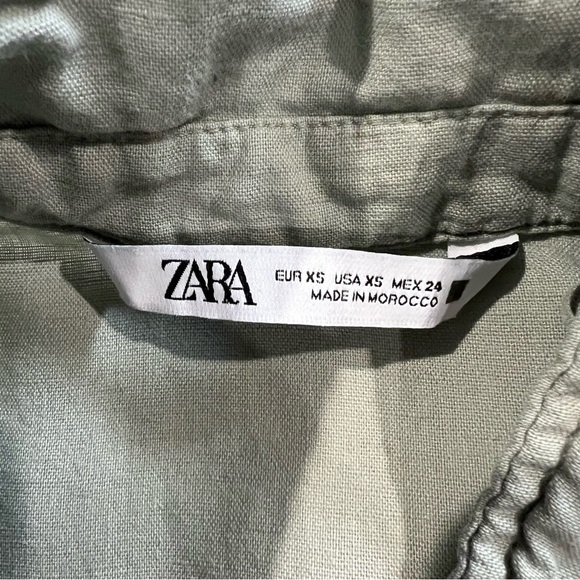 ZARA
EUR XS USA XS MEX 24
MADE IN MOROCCO